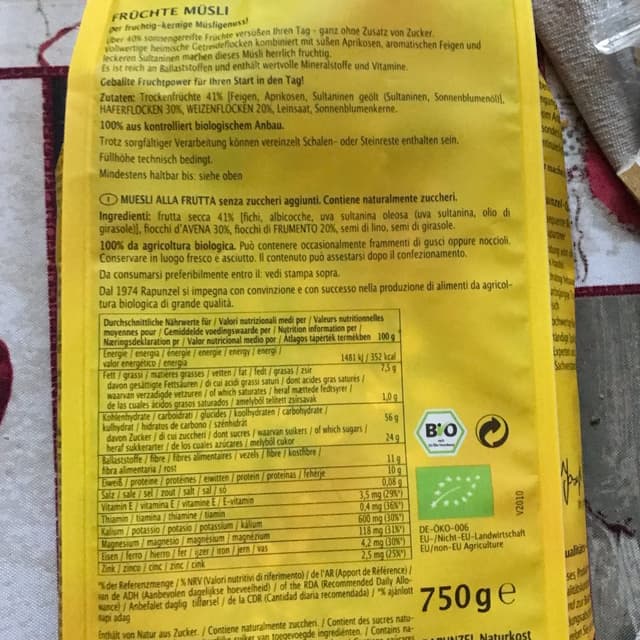 FRÜCHTE MÜSLI
Der fruchtig-kernige Müsligenuss!
Über 40% sonnengereifte Früchte versüßen Ihren Tag - ganz ohne Zusatz von Zucker.
Vollwertige heimische Getreideflocken kombiniert mit süßen Aprikosen, aromatischen Feigen und
leckeren Sultaninen machen dieses Müsli herrlich fruchtig.
Es ist reich an Ballaststoffen und enthält wertvolle Mineralstoffe und Vitamine.
Geballte Fruchtpower für Ihren Start in den Tag!
Zutaten: Trockenfrüchte 41% [Feigen, Aprikosen, Sultaninen geölt (Sultaninen, Sonnenblumenöl)],
HAFERFLOCKEN 30%, WEIZENFLOCKEN 20%, Leinsaat, Sonnenblumenkerne.
100% aus kontrolliert biologischem Anbau.
Trotz sorgfältiger Verarbeitung können vereinzelt Schalen- oder Steinreste enthalten sein.
Füllhöhe technisch bedingt.
Mindestens haltbar bis: siehe oben
I MUESLI ALLA FRUTTA senza zuccheri aggiunti. Contiene naturalmente zuccheri.
Ingredienti: frutta secca 41% [fichi, albicocche, uva sultanina oleosa (uva sultanina, olio di
girasole)], fiocchi d'AVENA 30%, fiocchi di FRUMENTO 20%, semi di lino, semi di girasole.
100% da agricoltura biologica. Può contenere occasionalmente frammenti di gusci oppure noccioli.
Conservare in luogo fresco e asciutto. Il contenuto può assestarsi dopo il confezionamento.
Da consumarsi preferibilmente entro il: vedi stampa sopra.
Dal 1974 Rapunzel si impegna con convinzione e con successo nella produzione di alimenti da agricol-
tura biologica di grande qualità.
Durchschnittliche Nährwerte für / Valori nutrizionali medi per / Valeurs nutritionnelles
moyennes pour / Gemiddelde voedingswaarde per / Nutrition information per /
Næringsdeklaration pr / Valor nutricional medio por / Átlagos tápérték termékben 100 g
Energie / energia / énergie / energie / energy / energi /
valor energético / energia 1481 kJ / 352 kcal
Fett / grassi / matières grasses / vetten / fat / fedt / grasas / zsír 7,5 g
davon gesättigte Fettsäuren / di cui acidi grassi saturi / dont acides gras saturés /
waarvan verzadigde vetzuren / of which saturates / heraf mættede fedtsyrer /
de las cuales ácidos grasos saturados / amelyből telített zsírsavak 1,0 g
Kohlenhydrate / carboidrati / glucides / koolhydraten / carbohydrate /
kulhydrat / hidratos de carbono / szénhidrát 56 g
davon Zucker / di cui zuccheri / dont sucres / waarvan suikers / of which sugars /
heraf sukkerarter / de los cuales azúcares / melyből cukor 24 g
Ballaststoffe / fibre / fibres alimentaires / vezels / fibre / kostfibre /
fibra alimentaria / rost 11 g
Eiweiß / proteine / protéines / eiwitten / protein / proteinas / fehérje 10 g
Salz / sale / sel / zout / salt / sal / só 0,08 g
Vitamin E / vitamina E / vitamine E / E-vitamin 3,5 mg (29%*)
Thiamin / tiamina / thiamine / tiamin 0,4 mg (36%*)
Kalium / potassio / potasio / potassium / kálium 600 mg (30%*)
Magnesium / magnesio / magnésium / magnézium 118 mg (31%*)
Eisen / ferro / hierro / fer / ijzer / iron / jern / vas 4,2 mg (30%*)
Zink / zinco / cinc / zinc / cink 2,5 mg (25%*)
*% der Referenzmenge / % NRV (Valori nutritivi di riferimento) / de l'AR (Apport de Référence) /
van de ADH (Aanbevolen dagelijkse hoeveelheid) / of the RDA (Recommended Daily Allo-
wance) / Anbefalet daglig tilførsel / de la CDR (Cantidad diaria recomendada) / *% ajánlott
napi adag
Enthält von Natur aus Zucker. / Contiene naturalmente zuccheri. / Contient des sucres natu-
suiker van toegevoegde ingrediënten. / Contains na-
BIO
nach EG-Öko-Verordnung
DE-ÖKO-006
EU-/Nicht-EU-Landwirtschaft
EU/non-EU Agriculture
V2010
750 g e
RAPUNZEL Naturkost